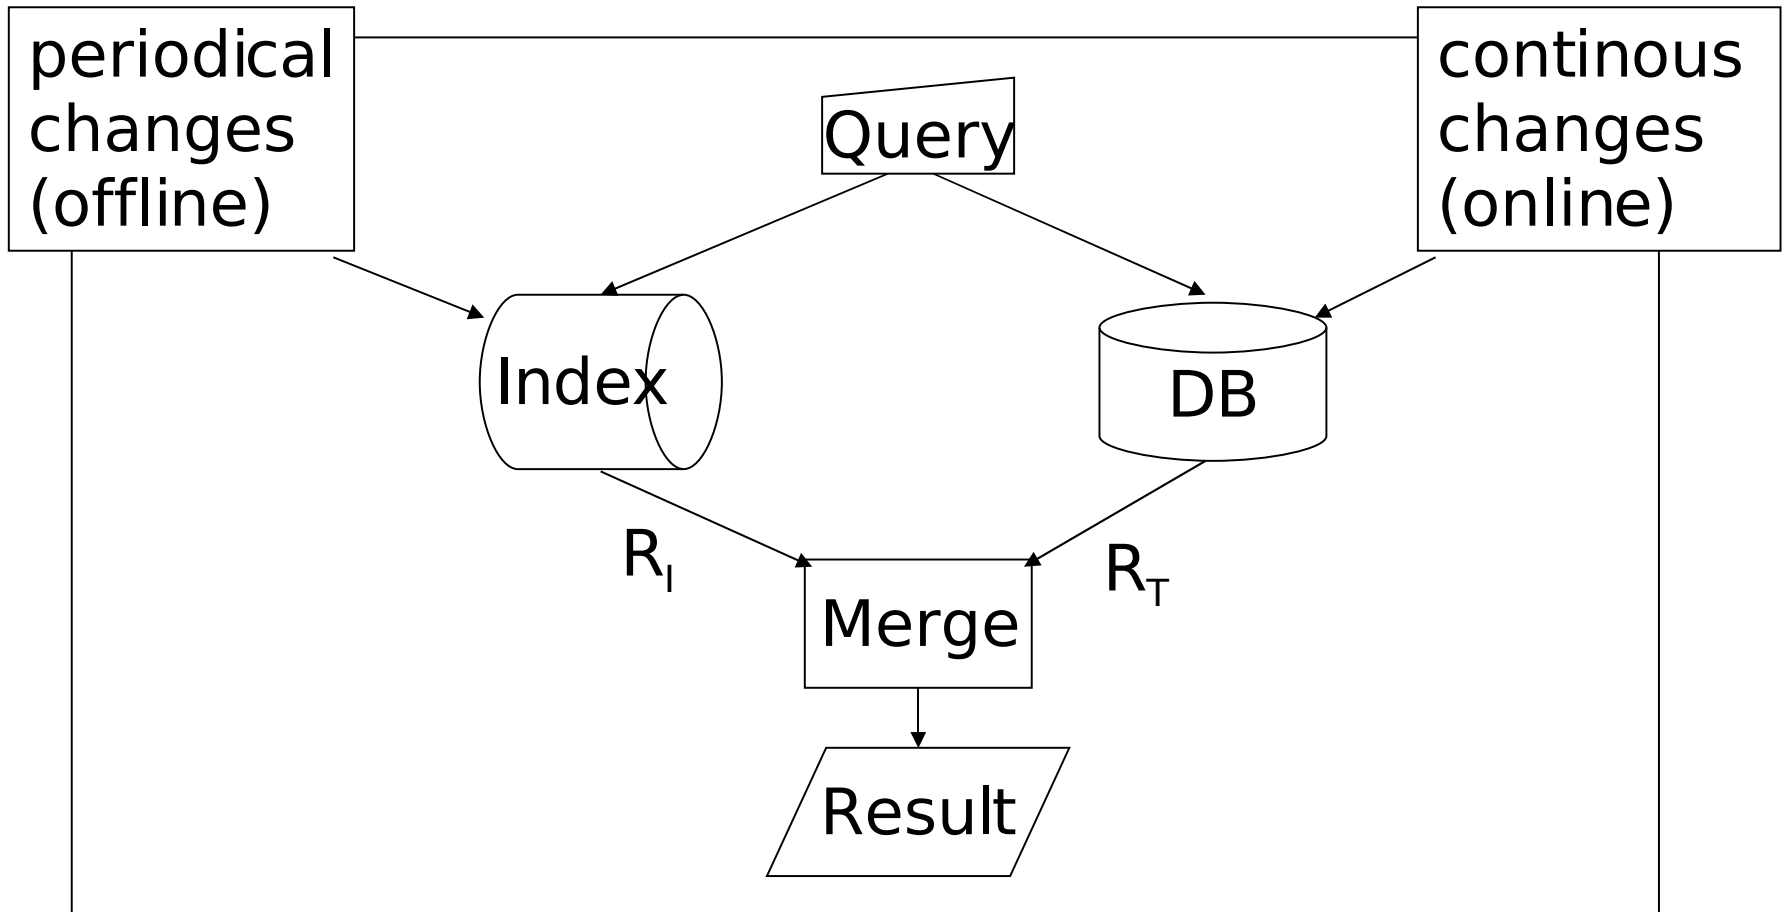 periodical
changes
(offline)
continous
changes
(online)
Query
Index
DB
R_I
R_T
Merge
Result